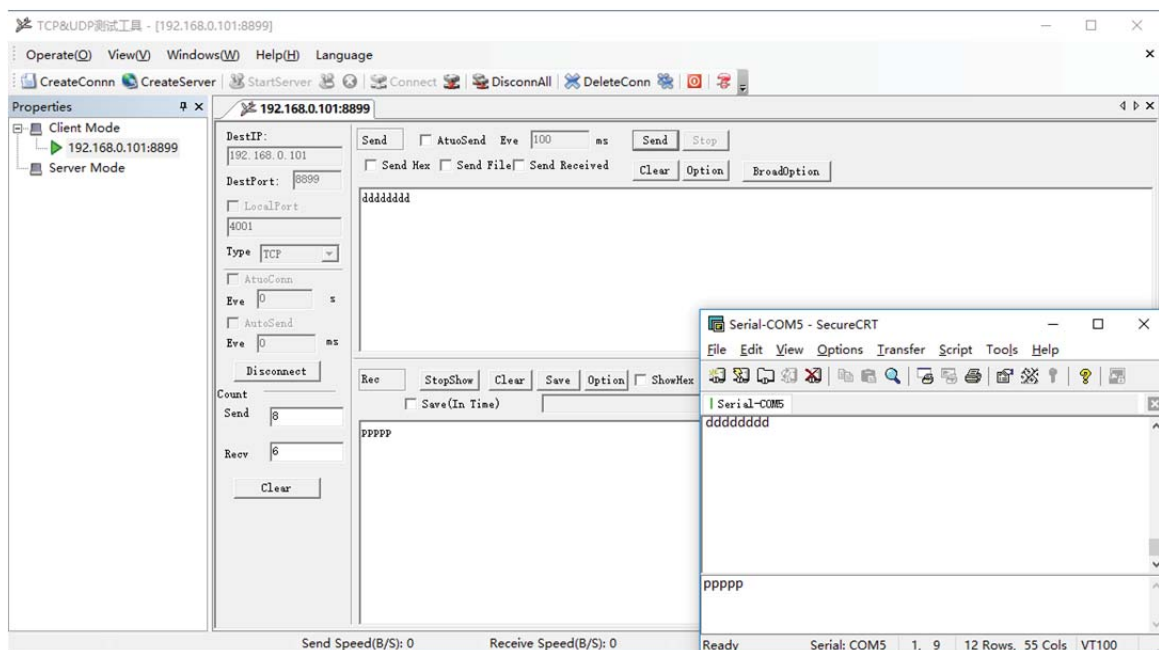 TCP&UDP测试工具 - [192.168.0.101:8899]
Operate(O) View(V) Windows(W) Help(H) Language
CreateConnn CreateServer StartServer Connect DisconnAll DeleteConn
Properties
Client Mode
192.168.0.101:8899
Server Mode
192.168.0.101:8899
DestIP:
192.168.0.101
DestPort: 8899
LocalPort
4001
Type TCP
AtuoConn
Eve 0 s
AutoSend
Eve 0 ms
Disconnect
Count
Send 8
Recv 6
Clear
Send AtuoSend Eve 100 ms Send Stop
Send Hex Send File Send Received Clear Option BroadOption
dddddddd
Rec StopShow Clear Save Option ShowHex
Save(In Time)
PPPPP
Serial-COM5 - SecureCRT
File Edit View Options Transfer Script Tools Help
Serial-COM5
dddddddd
ppppp
Ready Serial: COM5 1, 9 12 Rows, 55 Cols VT100
Send Speed(B/S): 0 Receive Speed(B/S): 0